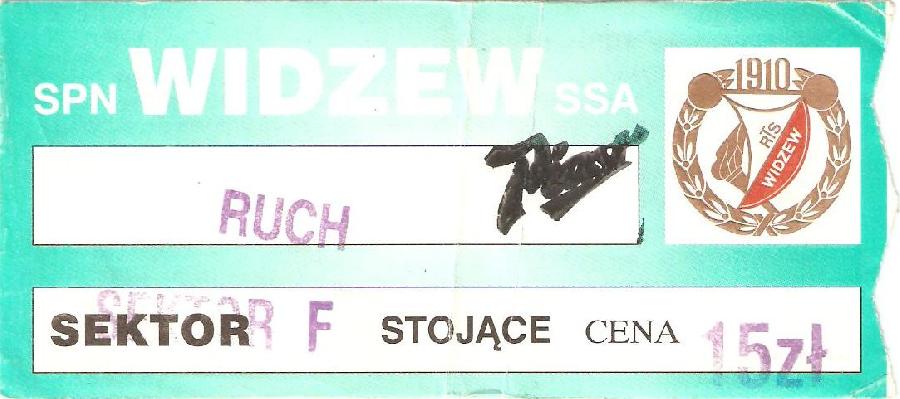 SPN WIDZEW SSA
1910
RTS
WIDZEW
RUCH
SEKTOR SEKTOR F STOJĄCE CENA 15zł